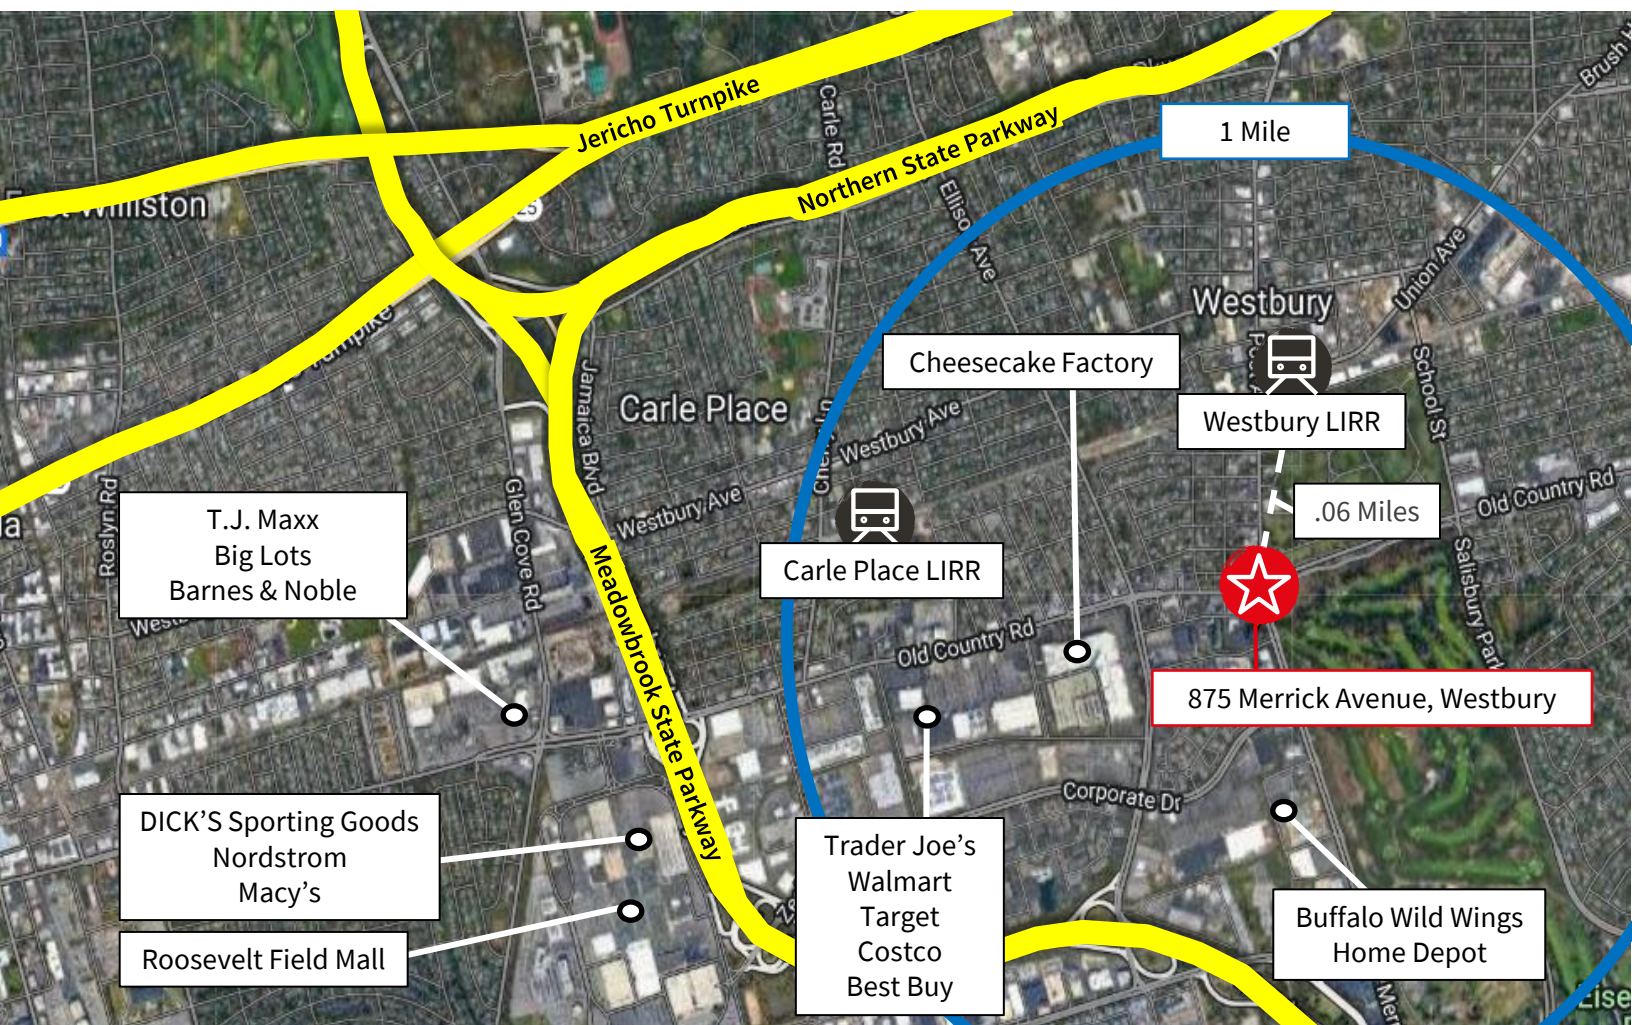 Jericho Turnpike
Northern State Parkway
1 Mile
Carle Rd
Ellison Ave
Brush H
Union Ave
East Williston
25
Westbury
Cheesecake Factory
Westbury LIRR
School St
Turnpike
Jamaica Blvd
Carle Place
Westbury Ave
Westbury Ave
.06 Miles
Old Country Rd
Roslyn Rd
Glen Cove Rd
T.J. Maxx
Big Lots
Barnes & Noble
Carle Place LIRR
Meadowbrook State Parkway
Salisbury Park
Old Country Rd
875 Merrick Avenue, Westbury
Corporate Dr
DICK'S Sporting Goods
Nordstrom
Macy's
Roosevelt Field Mall
Trader Joe's
Walmart
Target
Costco
Best Buy
Buffalo Wild Wings
Home Depot